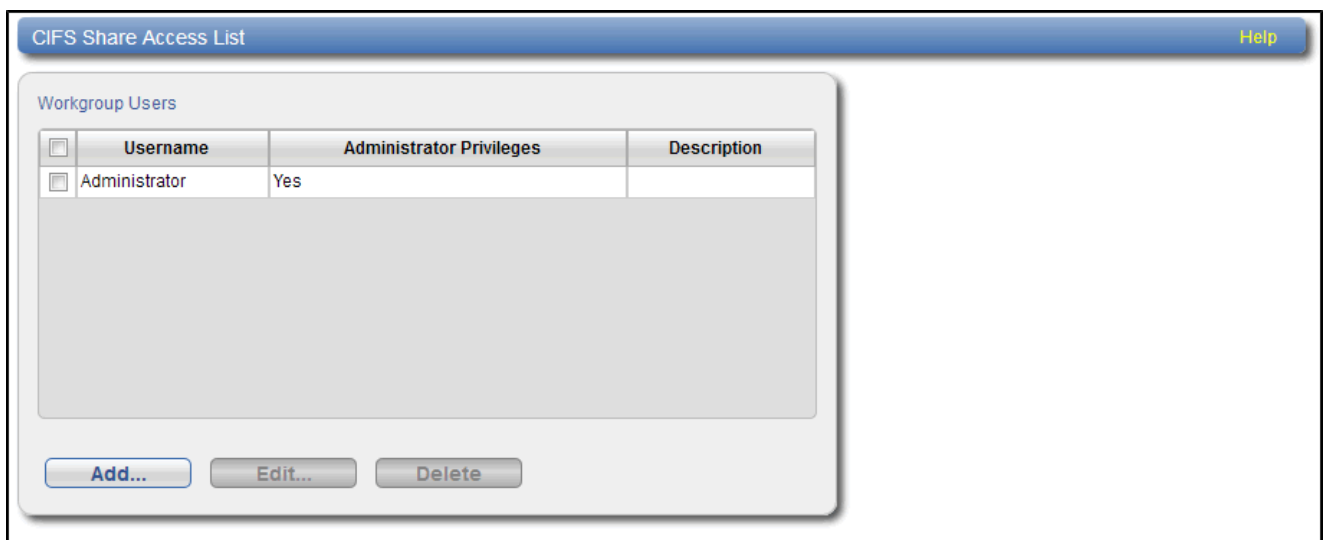 CIFS Share Access List Help
Workgroup Users
Username Administrator Privileges Description
Administrator Yes
Add... Edit... Delete